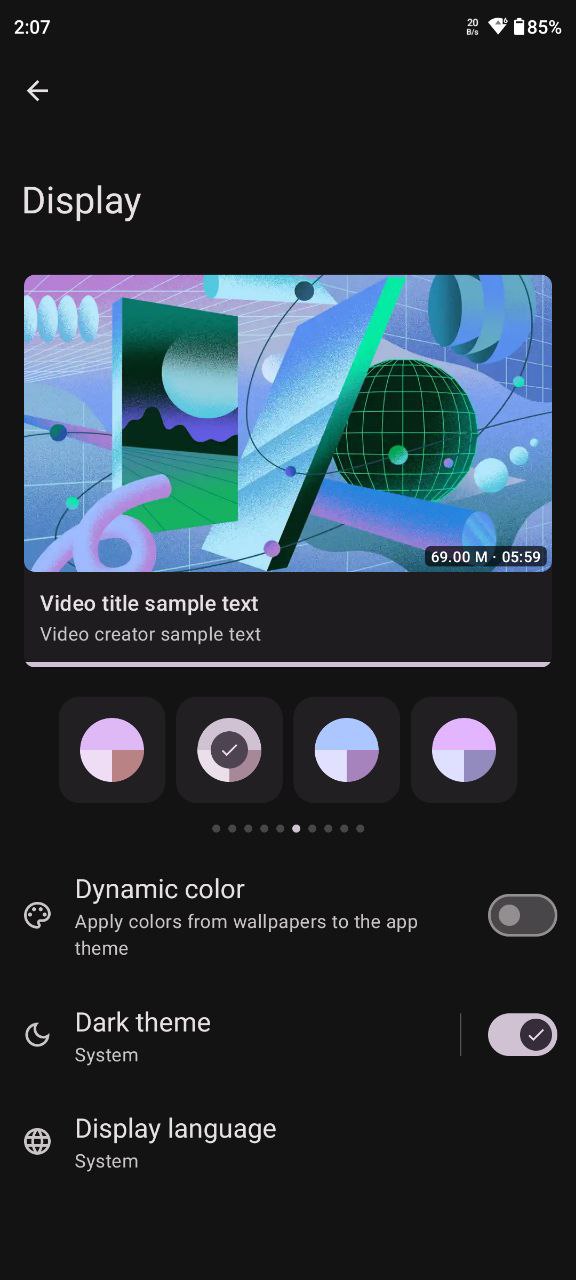 2:07
20
B/s
6
85%
Display
69.00 M · 05:59
Video title sample text
Video creator sample text
Dynamic color
Apply colors from wallpapers to the app
theme
Dark theme
System
Display language
System